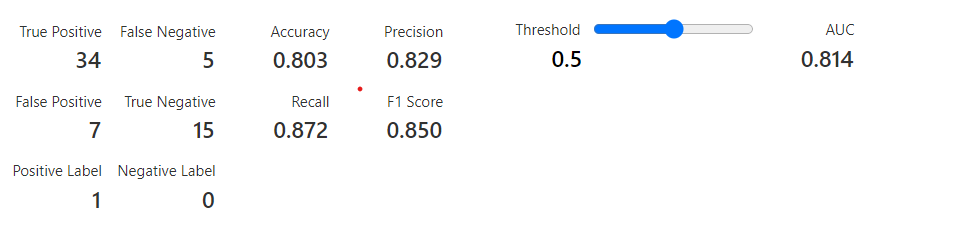 True Positive False Negative Accuracy Precision Threshold AUC
34 5 0.803 0.829 0.5 0.814
False Positive True Negative Recall F1 Score
7 15 0.872 0.850
Positive Label Negative Label
1 0